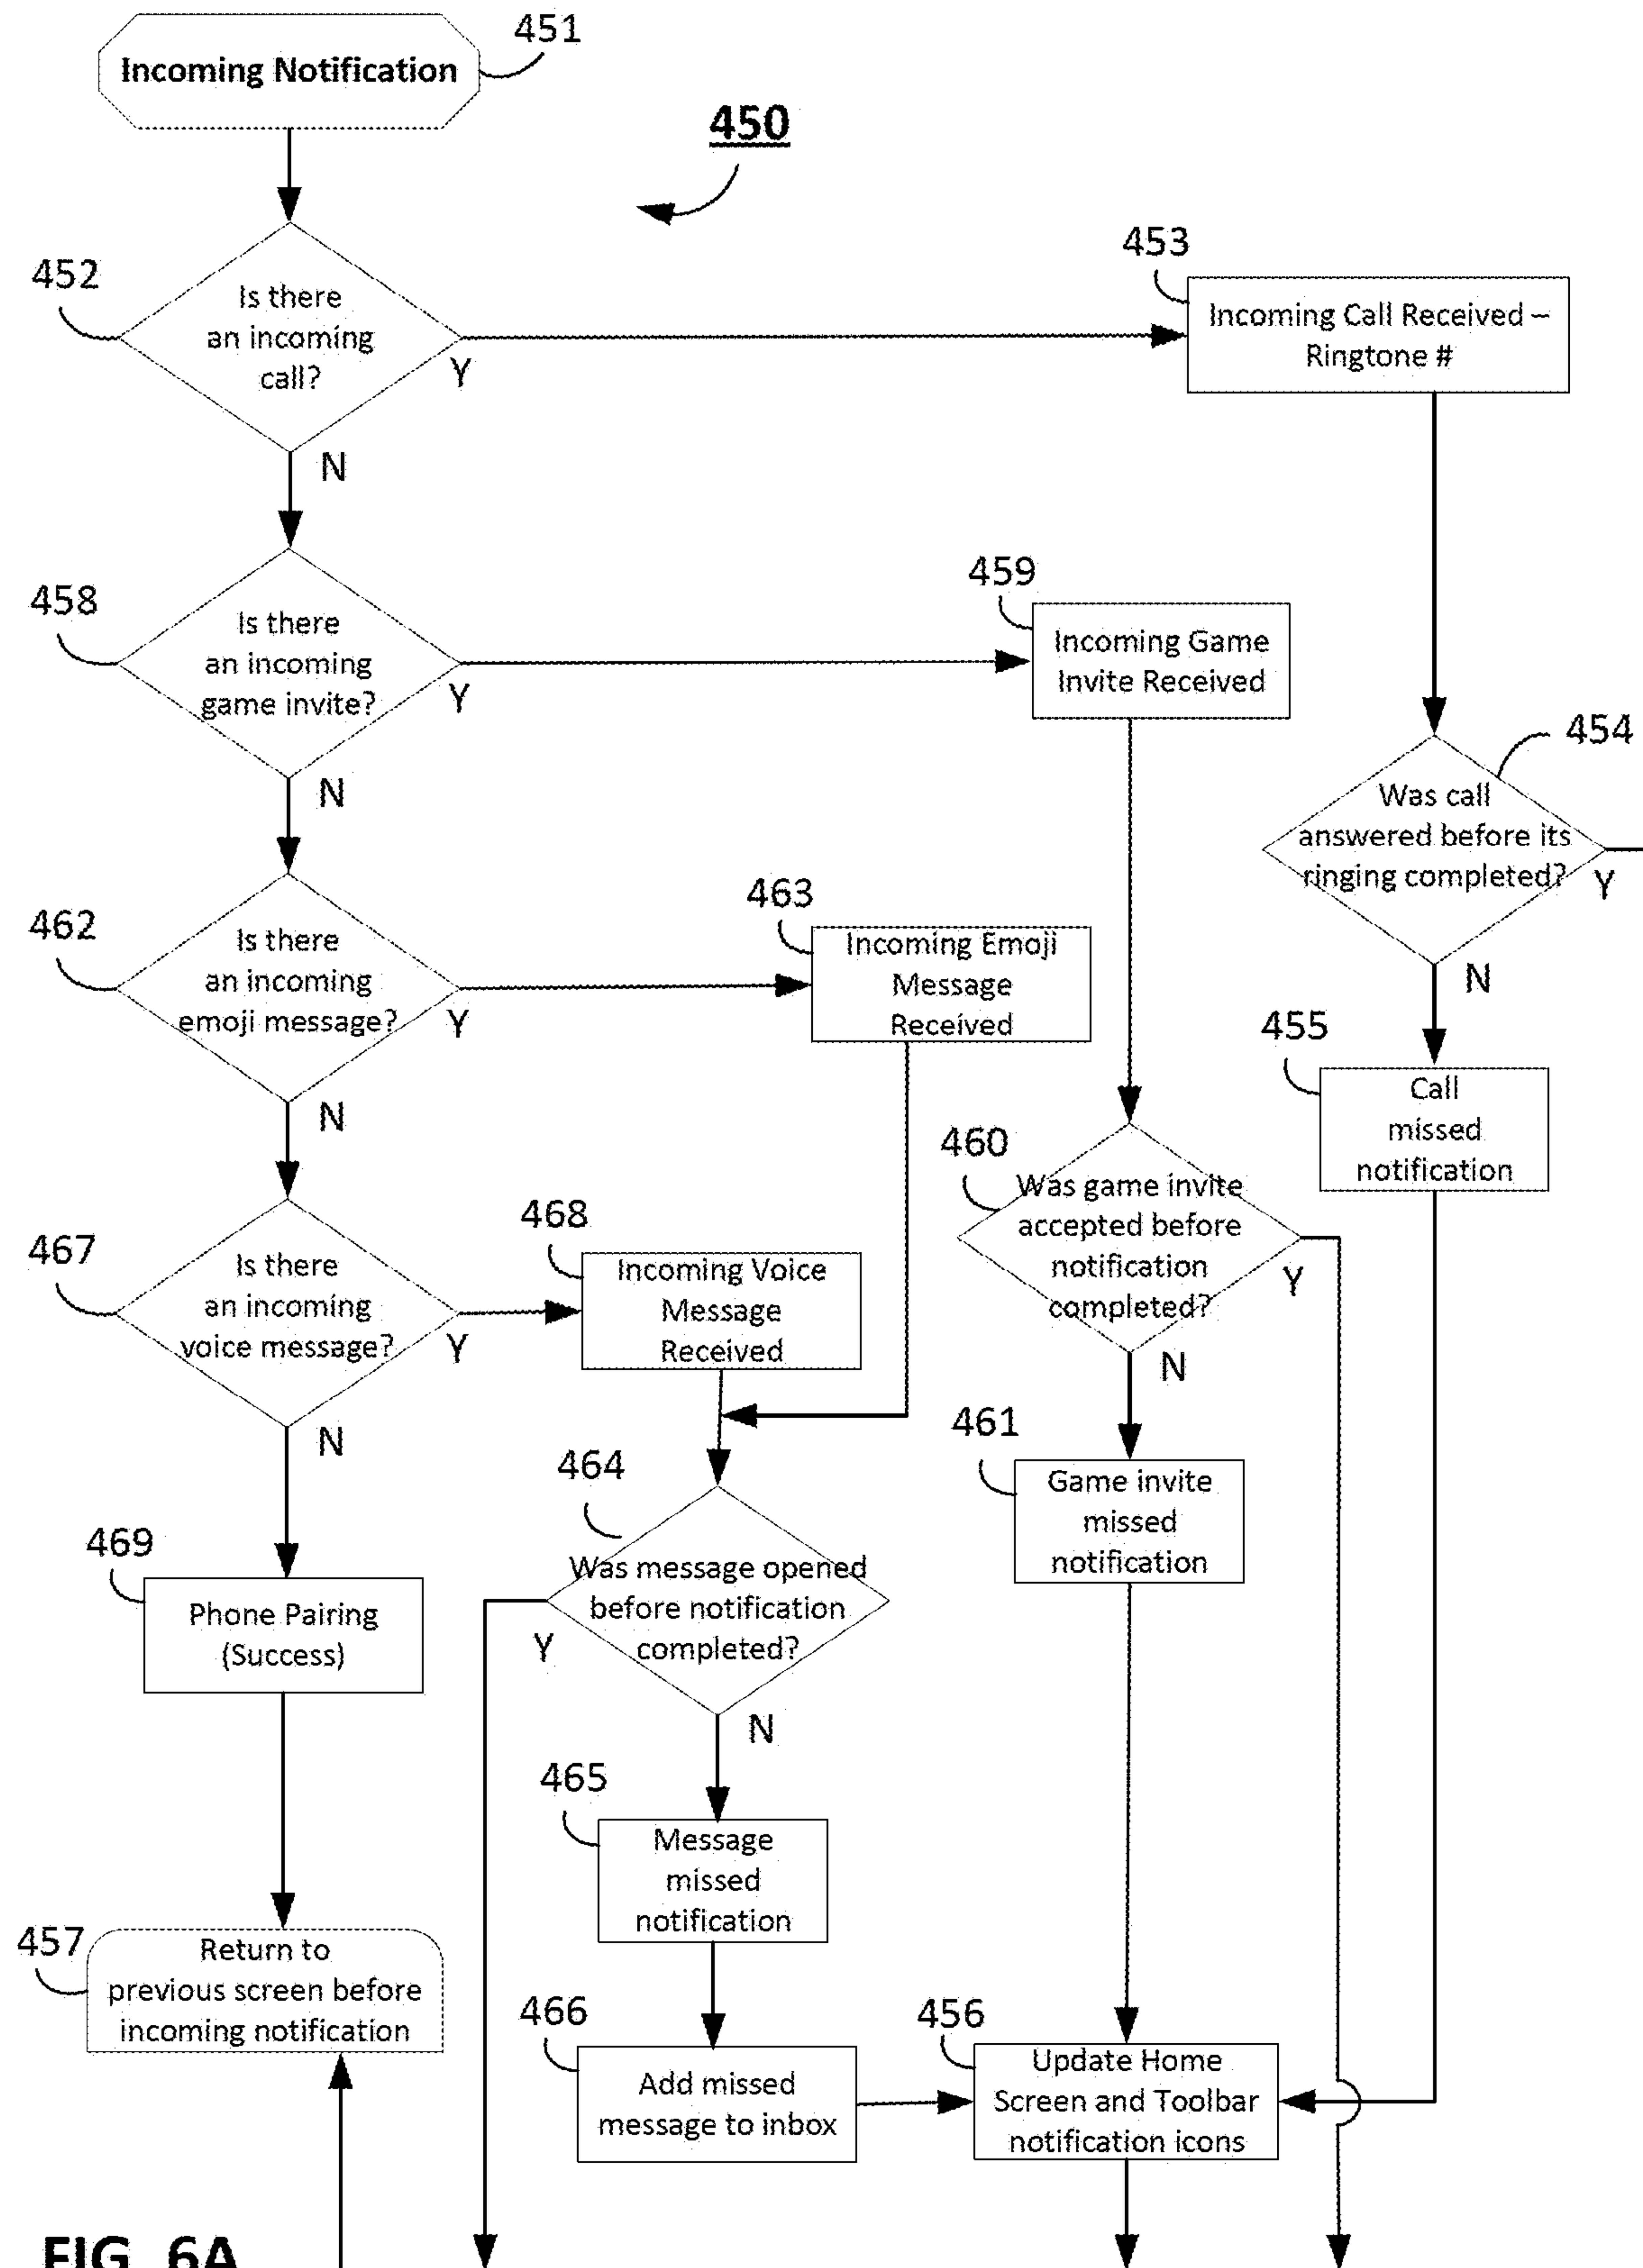 451
Incoming Notification
450
453
452
Is there
an incoming
call?
Y
Incoming Call Received –
Ringtone #
N
459
458
Is there
an incoming
game invite?
Y
Incoming Game
Invite Received
N
454
Was call
answered before its
ringing completed?
Y
N
463
462
Is there
an incoming
emoji message?
Y
Incoming Emoji
Message
Received
N
455
Call
missed
notification
460
Was game invite
accepted before
notification
completed?
Y
N
468
467
Is there
an incoming
voice message?
Y
Incoming Voice
Message
Received
N
461
Game invite
missed
notification
464
Was message opened
before notification
completed?
Y
N
469
Phone Pairing
(Success)
465
Message
missed
notification
457
Return to
previous screen before
incoming notification
466
Add missed
message to inbox
456
Update Home
Screen and Toolbar
notification icons
FIG. 6A